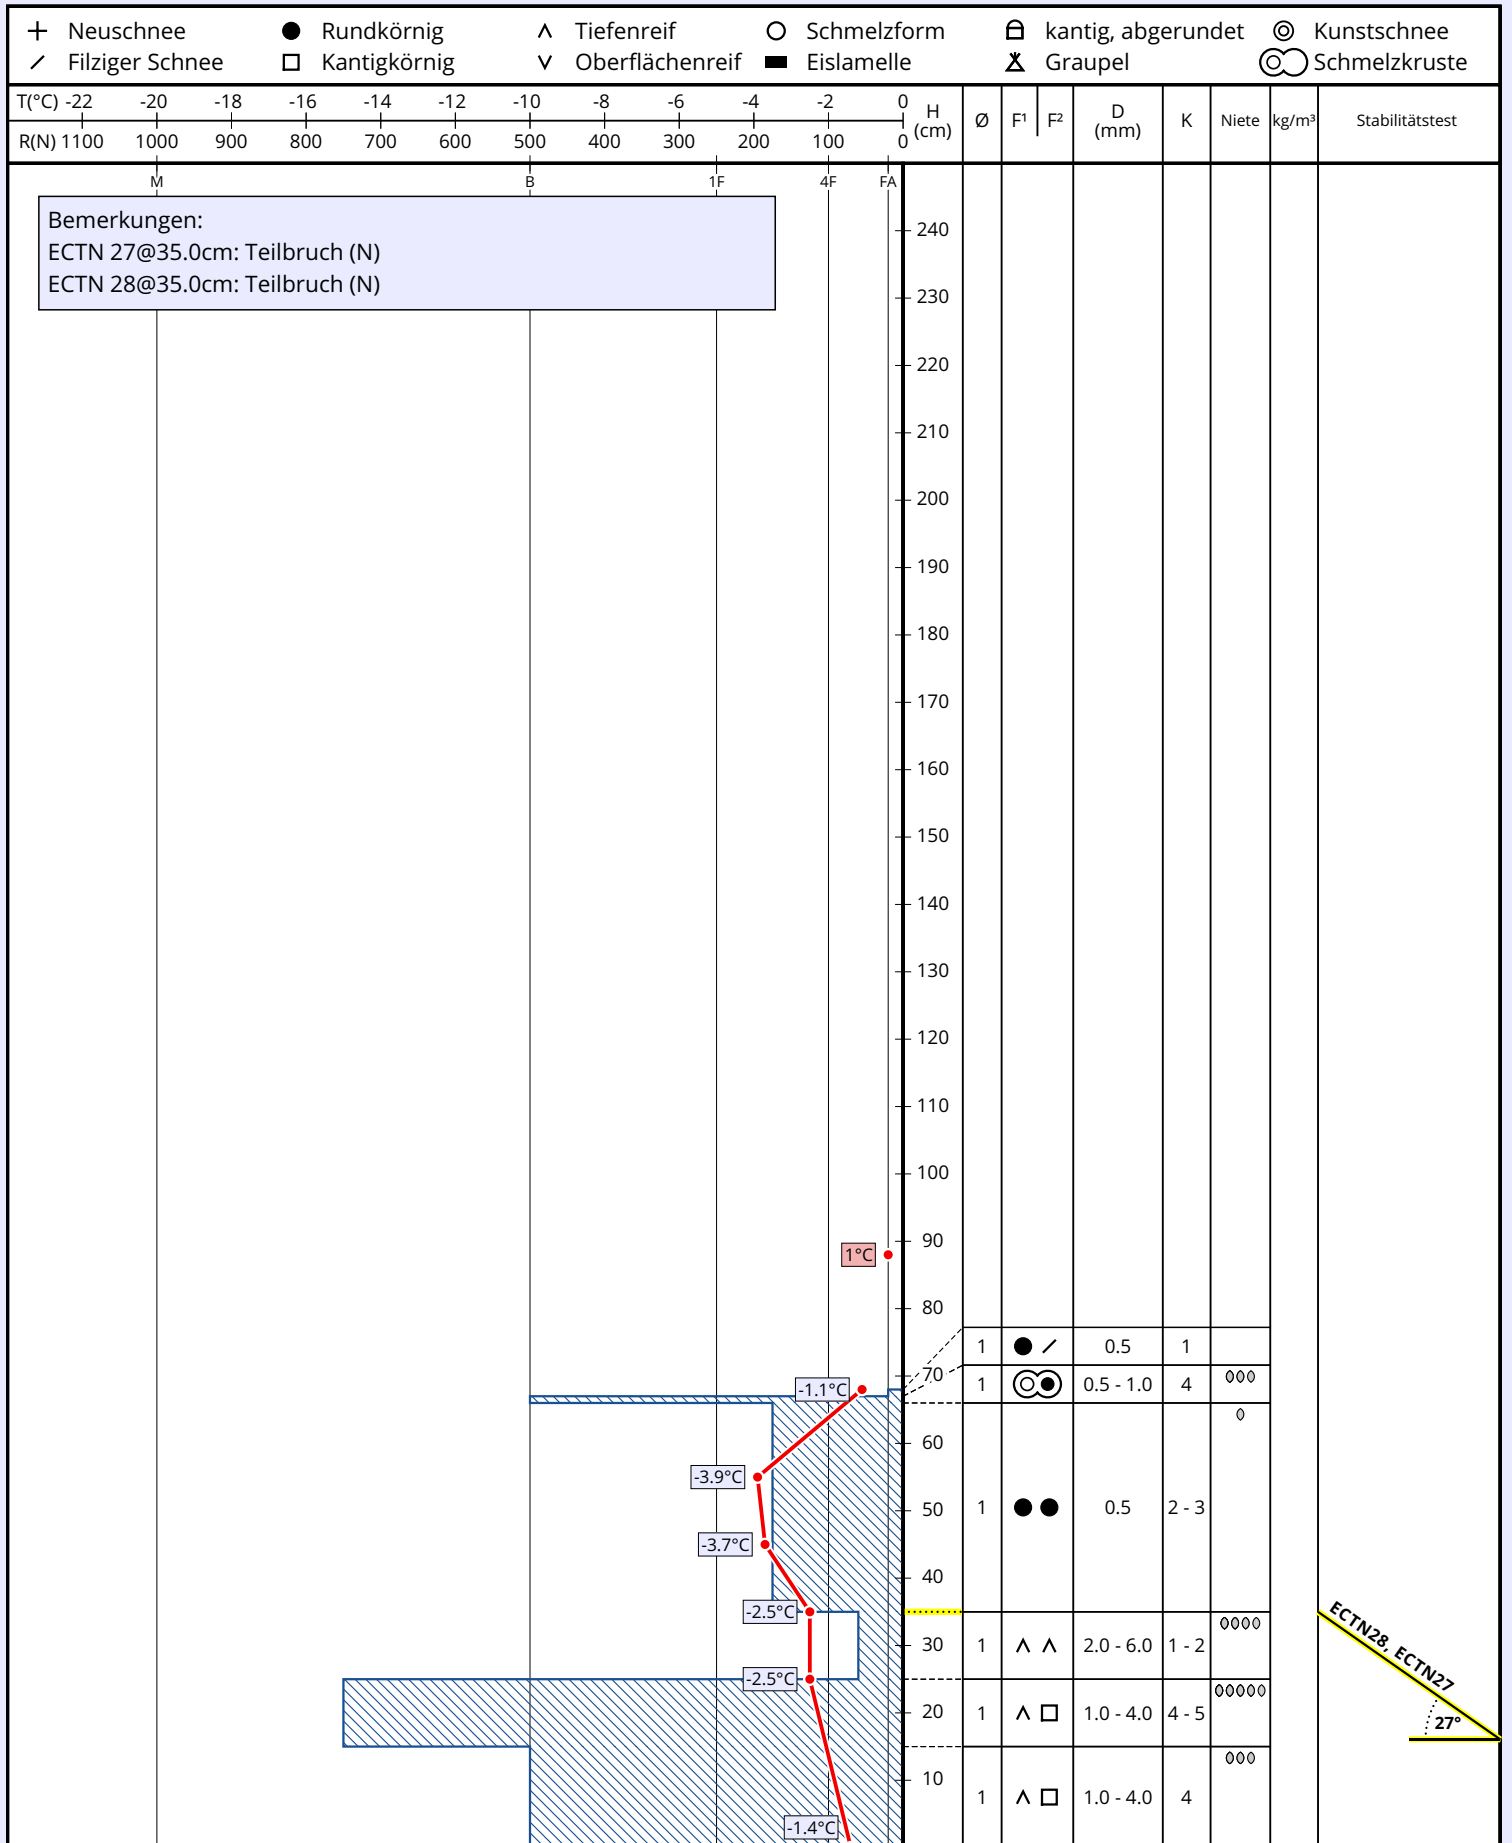 Neuschnee Rundkörnig Tiefenreif Schmelzform kantig, abgerundet Kunstschnee
Filziger Schnee Kantigkörnig Oberflächenreif Eislamelle Graupel Schmelzkruste
T(°C) -22 -20 -18 -16 -14 -12 -10 -8 -6 -4 -2 0
R(N) 1100 1000 900 800 700 600 500 400 300 200 100 0
H (cm) Ø F¹ F² D (mm) K Niete kg/m³ Stabilitätstest
M B 1F 4F FA
Bemerkungen:
ECTN 27@35.0cm: Teilbruch (N)
ECTN 28@35.0cm: Teilbruch (N)
240
230
220
210
200
190
180
170
160
150
140
130
120
110
100
90
1°C
80
1 0.5 1
70
-1.1°C 1 0.5 - 1.0 4
60
-3.9°C
50 1 0.5 2 - 3
-3.7°C
40
-2.5°C
ECTN28, ECTN27
30 1 2.0 - 6.0 1 - 2
-2.5°C
20 1 1.0 - 4.0 4 - 5
27°
10
1 1.0 - 4.0 4
-1.4°C